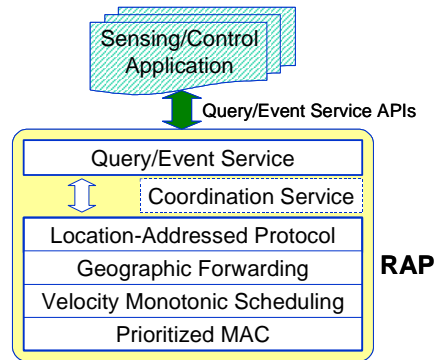 Sensing/Control
Application
Query/Event Service APIs
Query/Event Service
Coordination Service
Location-Addressed Protocol
Geographic Forwarding
RAP
Velocity Monotonic Scheduling
Prioritized MAC